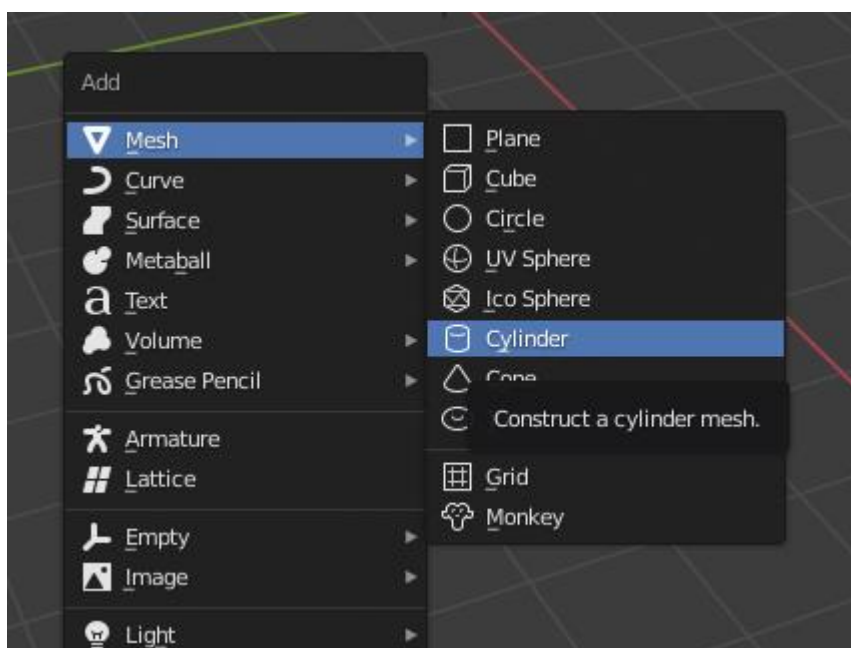 Add
Mesh
Curve
Surface
Metaball
Text
Volume
Grease Pencil
Armature
Lattice
Empty
Image
Light
Plane
Cube
Circle
UV Sphere
Ico Sphere
Cylinder
Cone
Construct a cylinder mesh.
Grid
Monkey